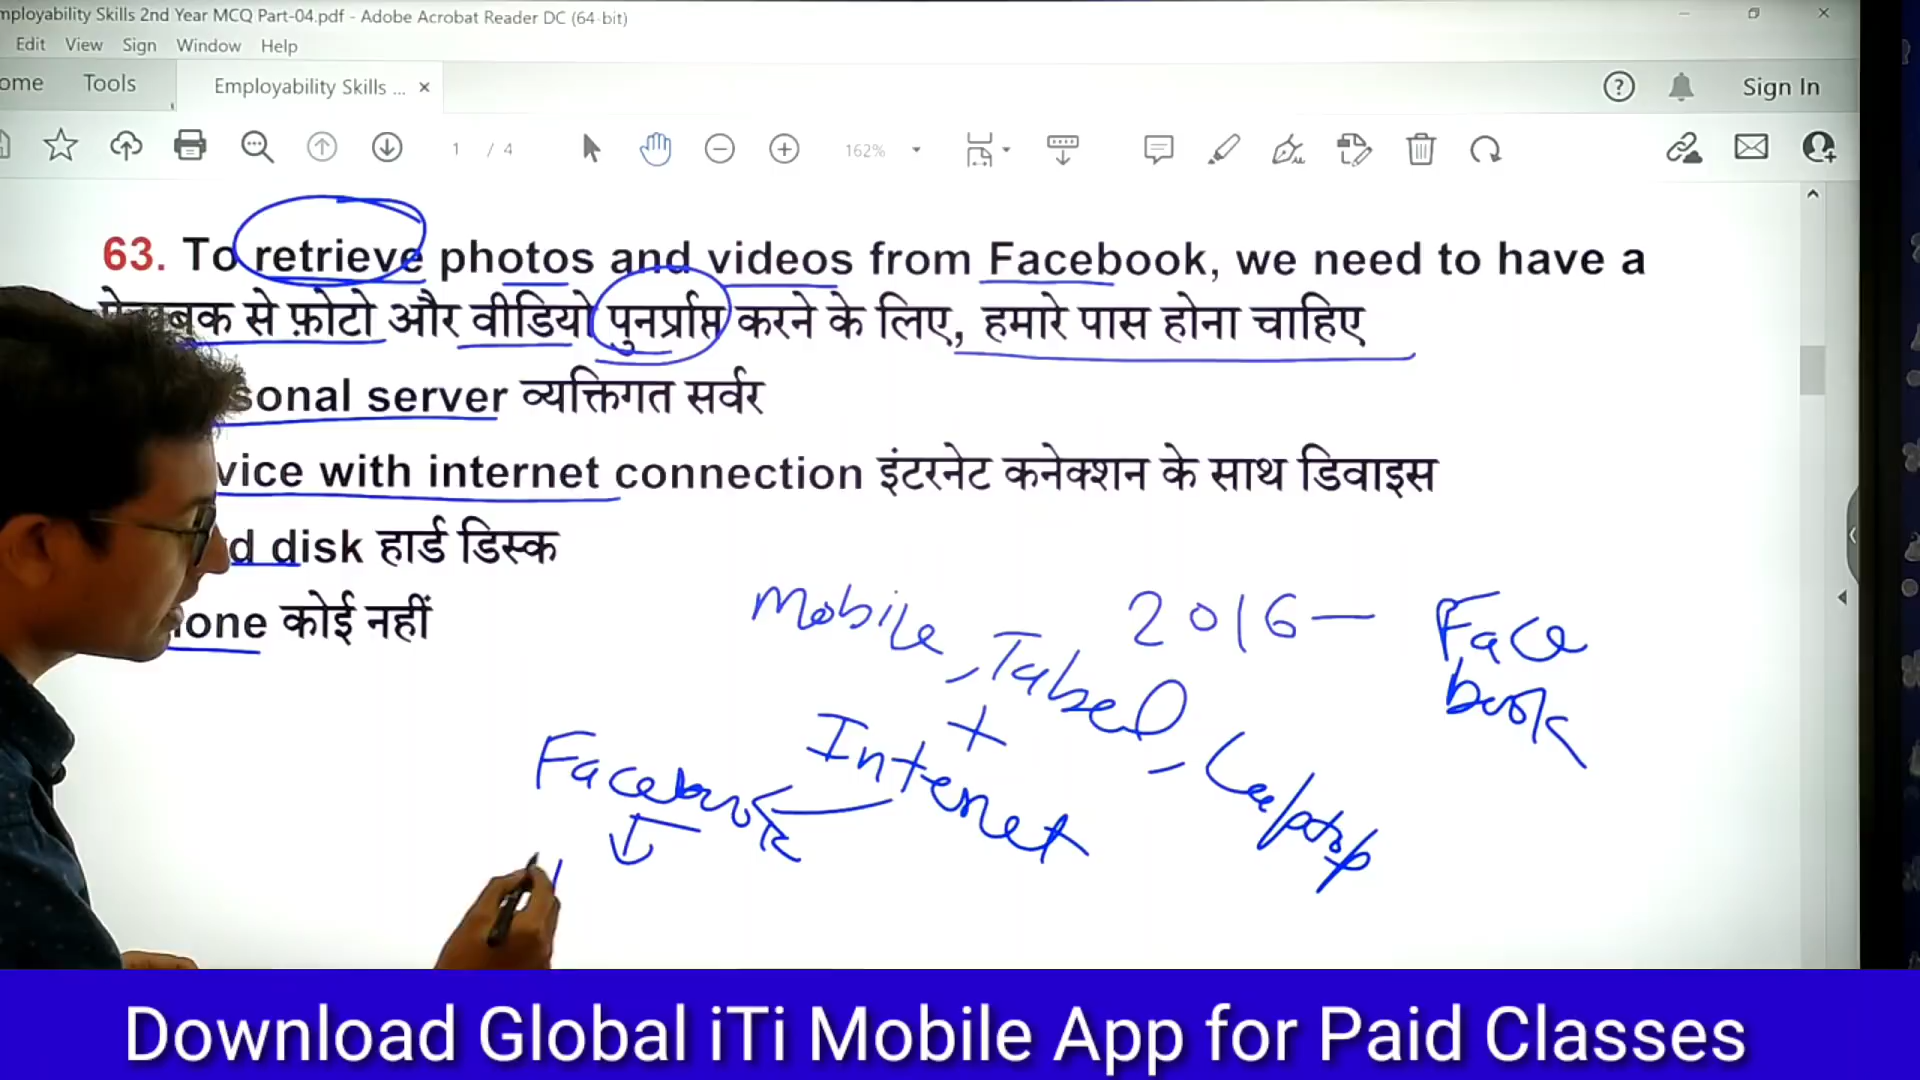 mployability Skills 2nd Year MCQ Part-04.pdf - Adobe Acrobat Reader DC (64-bit)
Edit View Sign Window Help
ome Tools Employability Skills ... × Sign In
1 / 4 162%
63. To retrieve photos and videos from Facebook, we need to have a
बुक से फ़ोटो और वीडियो पुनर्प्राप्त करने के लिए, हमारे पास होना चाहिए
sonal server व्यक्तिगत सर्वर
vice with internet connection इंटरनेट कनेक्शन के साथ डिवाइस
d disk हार्ड डिस्क
one कोई नहीं
Mobile, Tabel, Laptop
2016 — Face
book
+
Internet
Facebook
Download Global iTi Mobile App for Paid Classes